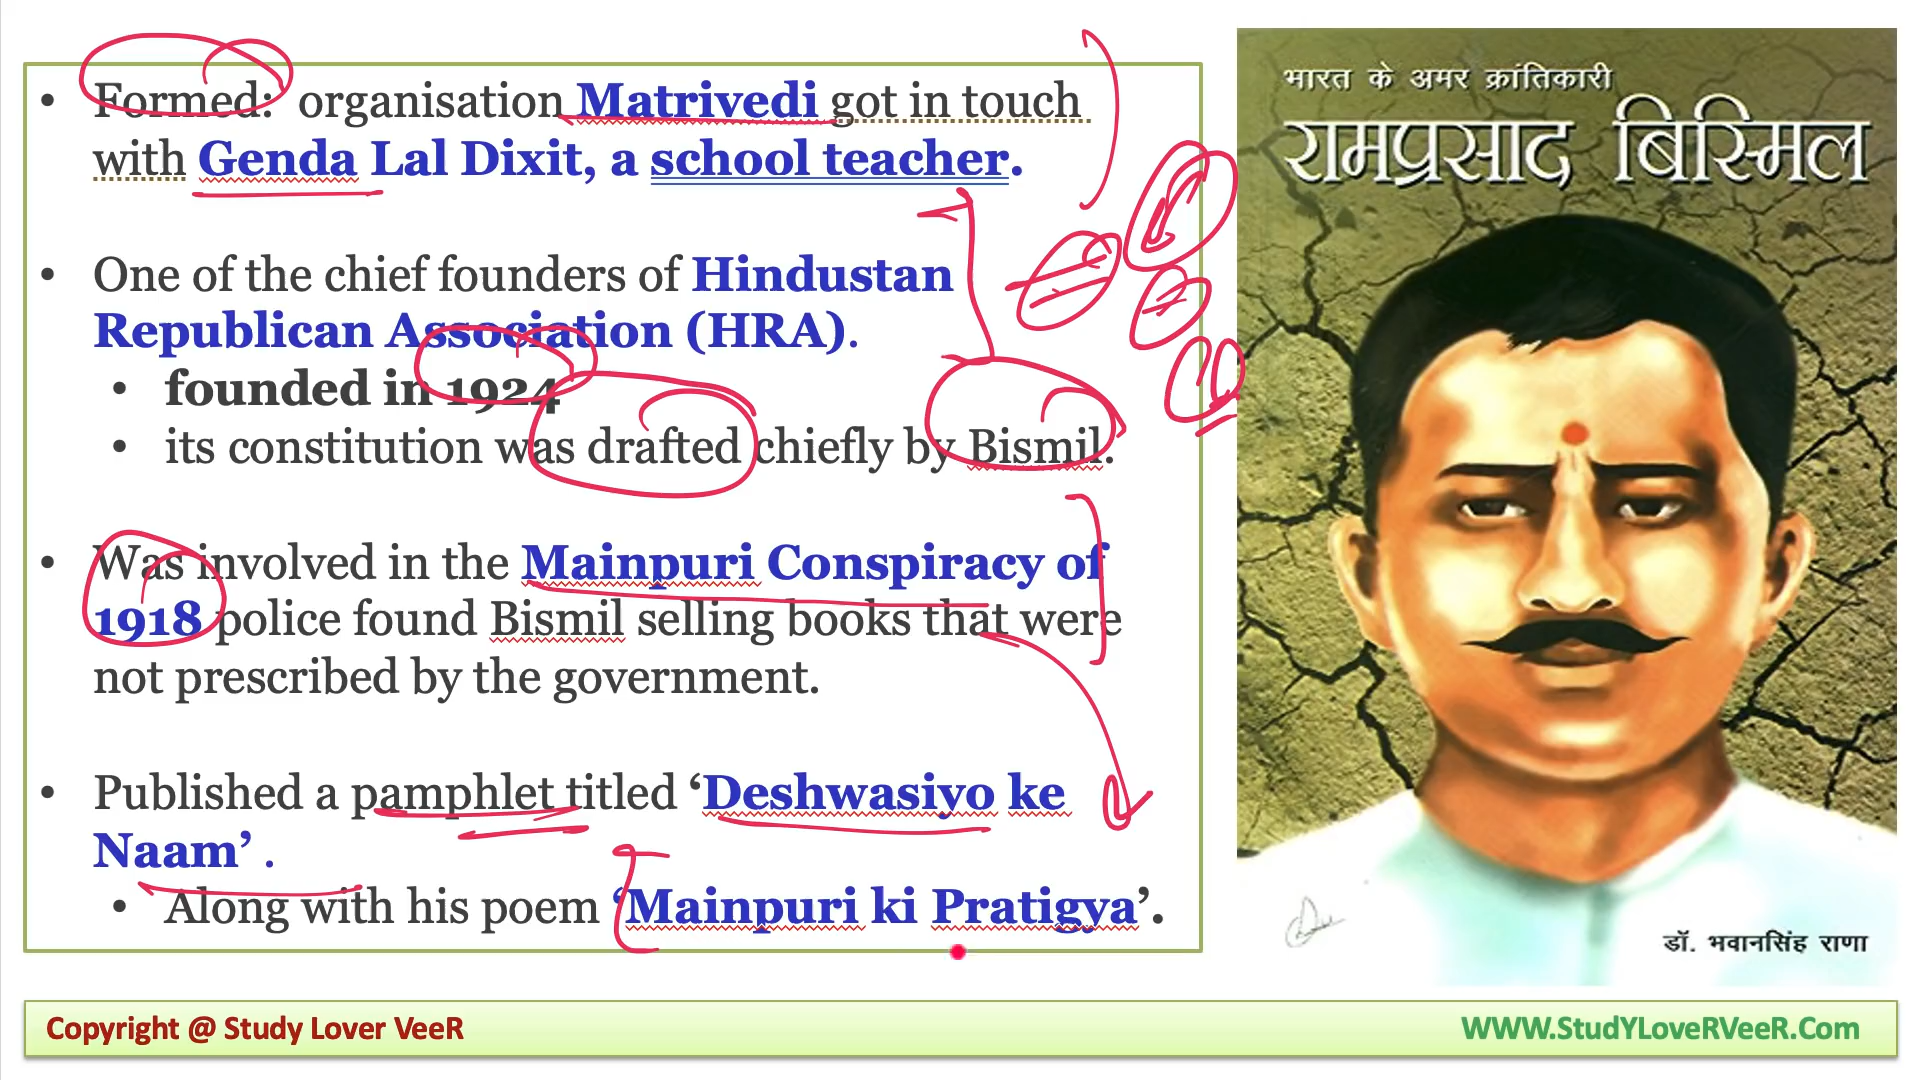 • Formed: organisation Matrivedi got in touch
with Genda Lal Dixit, a school teacher.
• One of the chief founders of Hindustan
Republican Association (HRA).
• founded in 1924
• its constitution was drafted chiefly by Bismil.
• Was involved in the Mainpuri Conspiracy of
1918 police found Bismil selling books that were
not prescribed by the government.
• Published a pamphlet titled ‘Deshwasiyo ke
Naam’ .
• Along with his poem ‘Mainpuri ki Pratigya’.
भारत के अमर क्रांतिकारी
रामप्रसाद बिस्मिल
डॉ. भवानसिंह राणा
Copyright @ Study Lover VeeR
WWW.StudYLoveRVeeR.Com